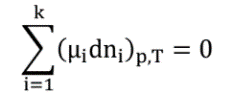 ∑_{i=1}^{k} (μ_i dn_i)_{p,T} = 0